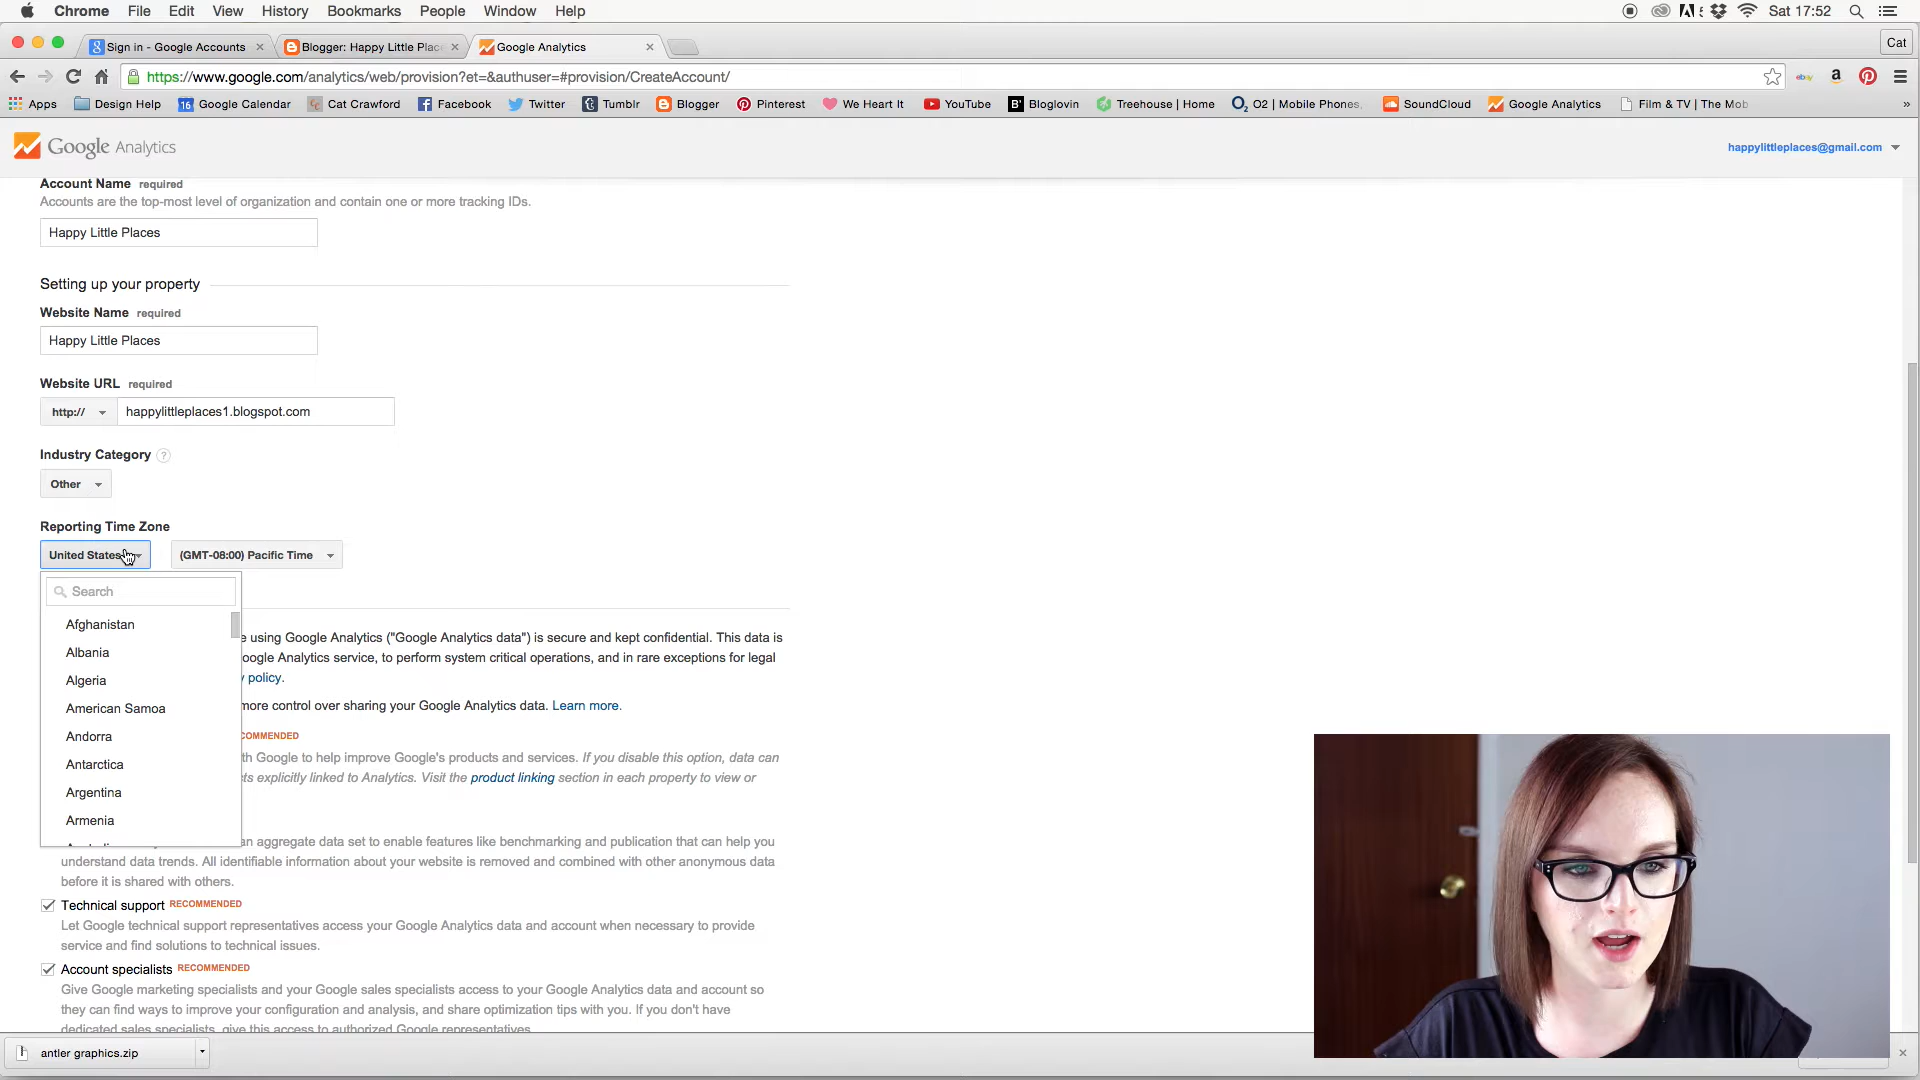 Chrome File Edit View History Bookmarks People Window Help Sat 17:52
Sign in - Google Accounts Blogger: Happy Little Plac Google Analytics Cat
https://www.google.com/analytics/web/provision?et=&authuser=#provision/CreateAccount/ ebay a
Apps Design Help 16 Google Calendar Cat Crawford Facebook Twitter Tumblr Blogger Pinterest We Heart It YouTube Bloglovin Treehouse | Home O2 | Mobile Phones, SoundCloud Google Analytics Film & TV | The Mob »
Google Analytics happylittleplaces@gmail.com
Account Name required
Accounts are the top-most level of organization and contain one or more tracking IDs.
Happy Little Places
Setting up your property
Website Name required
Happy Little Places
Website URL required
http:// happylittleplaces1.blogspot.com
Industry Category ?
Other
Reporting Time Zone
United States (GMT-08:00) Pacific Time
Search
Afghanistan
e using Google Analytics ("Google Analytics data") is secure and kept confidential. This data is
Albania
oogle Analytics service, to perform system critical operations, and in rare exceptions for legal
Algeria
y policy.
American Samoa
more control over sharing your Google Analytics data. Learn more.
Andorra
COMMENDED
Antarctica
th Google to help improve Google's products and services. If you disable this option, data can
ts explicitly linked to Analytics. Visit the product linking section in each property to view or
Argentina
Armenia
an aggregate data set to enable features like benchmarking and publication that can help you
understand data trends. All identifiable information about your website is removed and combined with other anonymous data
before it is shared with others.
Technical support RECOMMENDED
Let Google technical support representatives access your Google Analytics data and account when necessary to provide
service and find solutions to technical issues.
Account specialists RECOMMENDED
Give Google marketing specialists and your Google sales specialists access to your Google Analytics data and account so
they can find ways to improve your configuration and analysis, and share optimization tips with you. If you don't have
dedicated sales specialists, give this access to authorized Google representatives.
antler graphics.zip